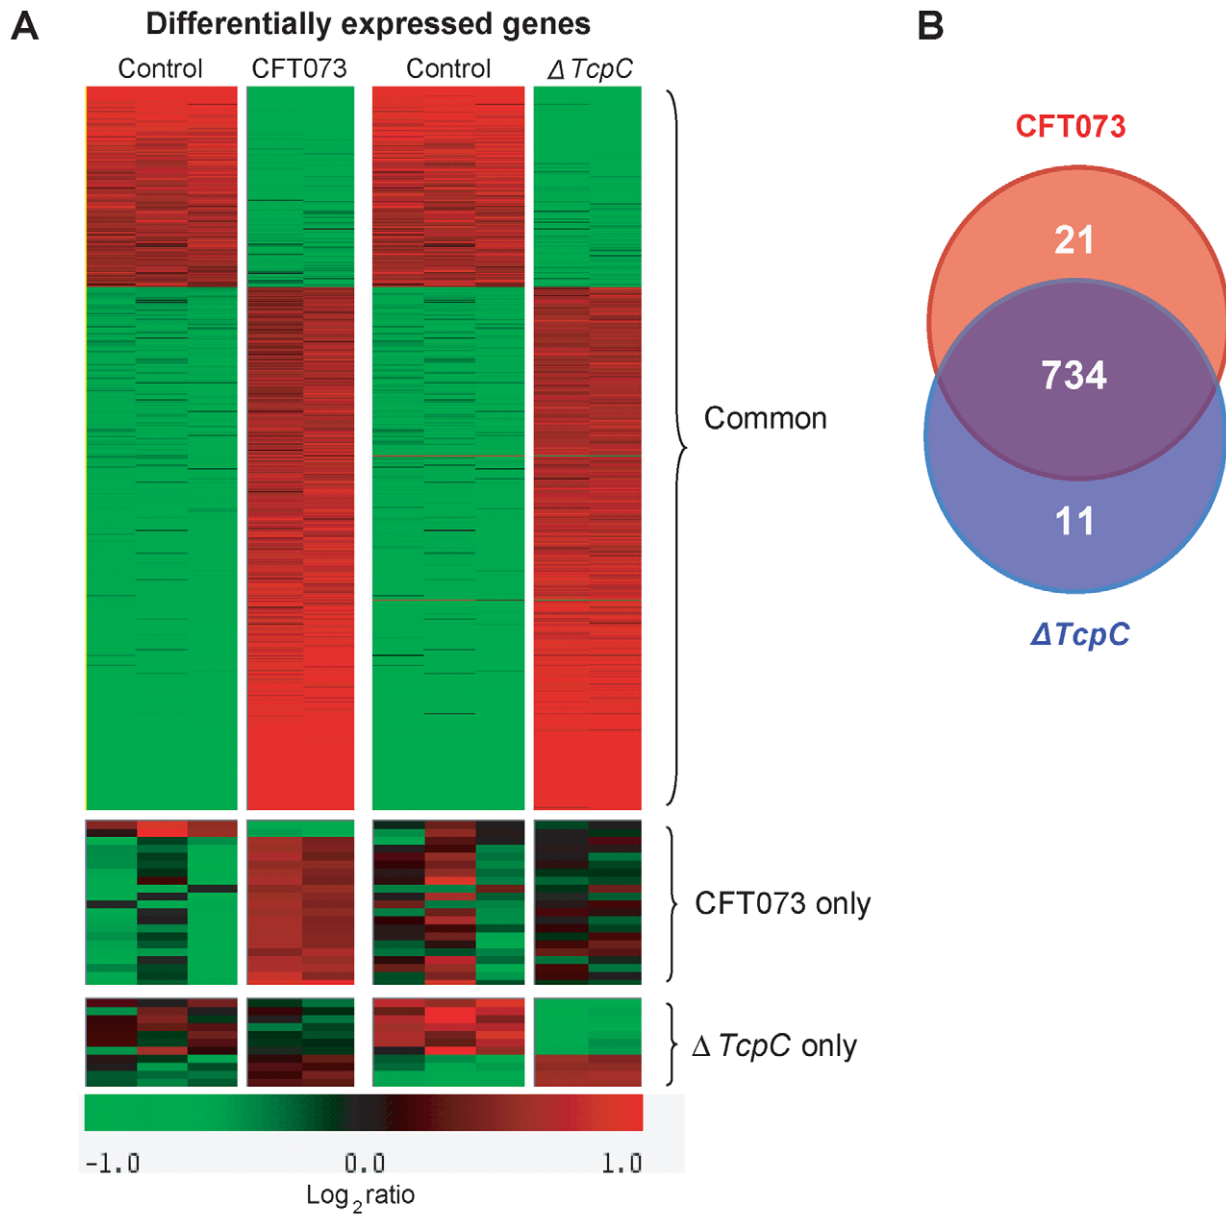 A
Differentially expressed genes
Control CFT073 Control Δ TcpC
Common
CFT073 only
Δ TcpC only
-1.0 0.0 1.0
Log2 ratio
B
CFT073
21
734
11
ΔTcpC